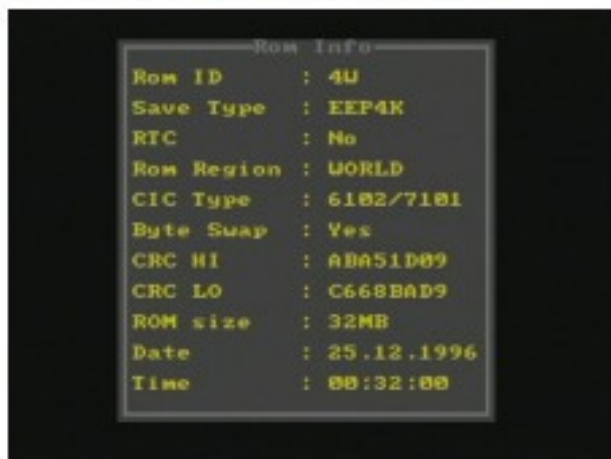 Rom Info
Rom ID : 4W
Save Type : EEP4K
RTC : No
Rom Region : WORLD
CIC Type : 6102/7101
Byte Swap : Yes
CRC HI : ABA51D09
CRC LO : C668BAD9
ROM size : 32MB
Date : 25.12.1996
Time : 00:32:00